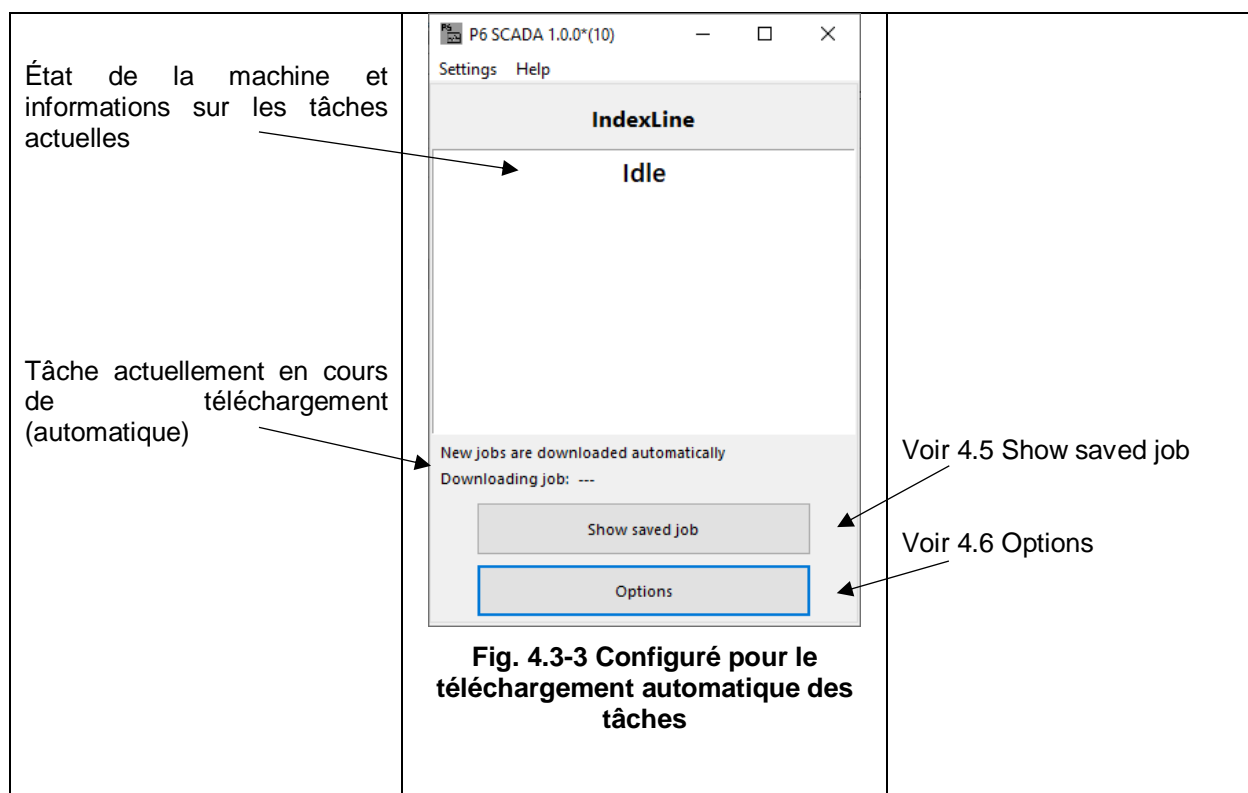 État de la machine et
informations sur les tâches
actuelles
Tâche actuellement en cours
de téléchargement
(automatique)
P6 SCADA 1.0.0*(10)
Settings Help
IndexLine
Idle
New jobs are downloaded automatically
Downloading job: ---
Show saved job
Options
Fig. 4.3-3 Configuré pour le
téléchargement automatique des
tâches
Voir 4.5 Show saved job
Voir 4.6 Options